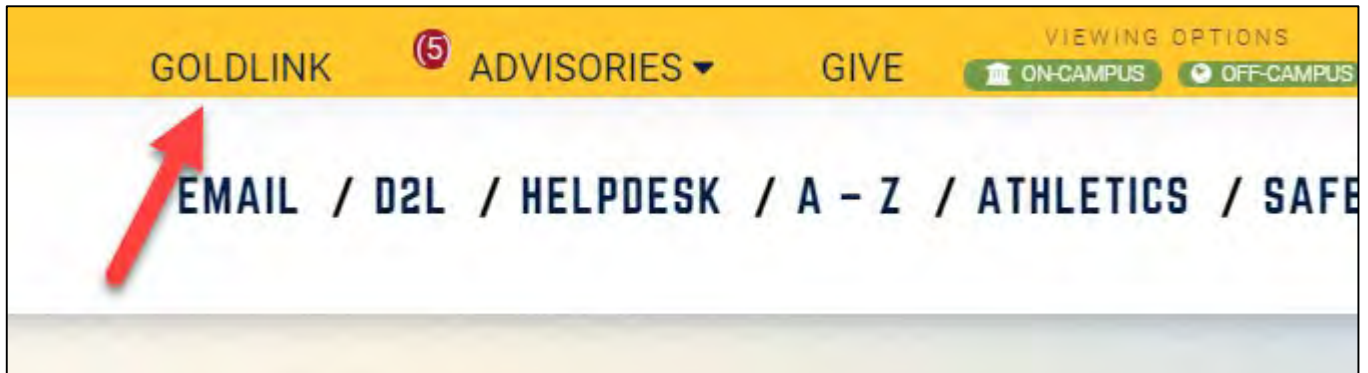 GOLDLINK (5) ADVISORIES GIVE
VIEWING OPTIONS
ON-CAMPUS OFF-CAMPUS
EMAIL / D2L / HELPDESK / A – Z / ATHLETICS / SAFE